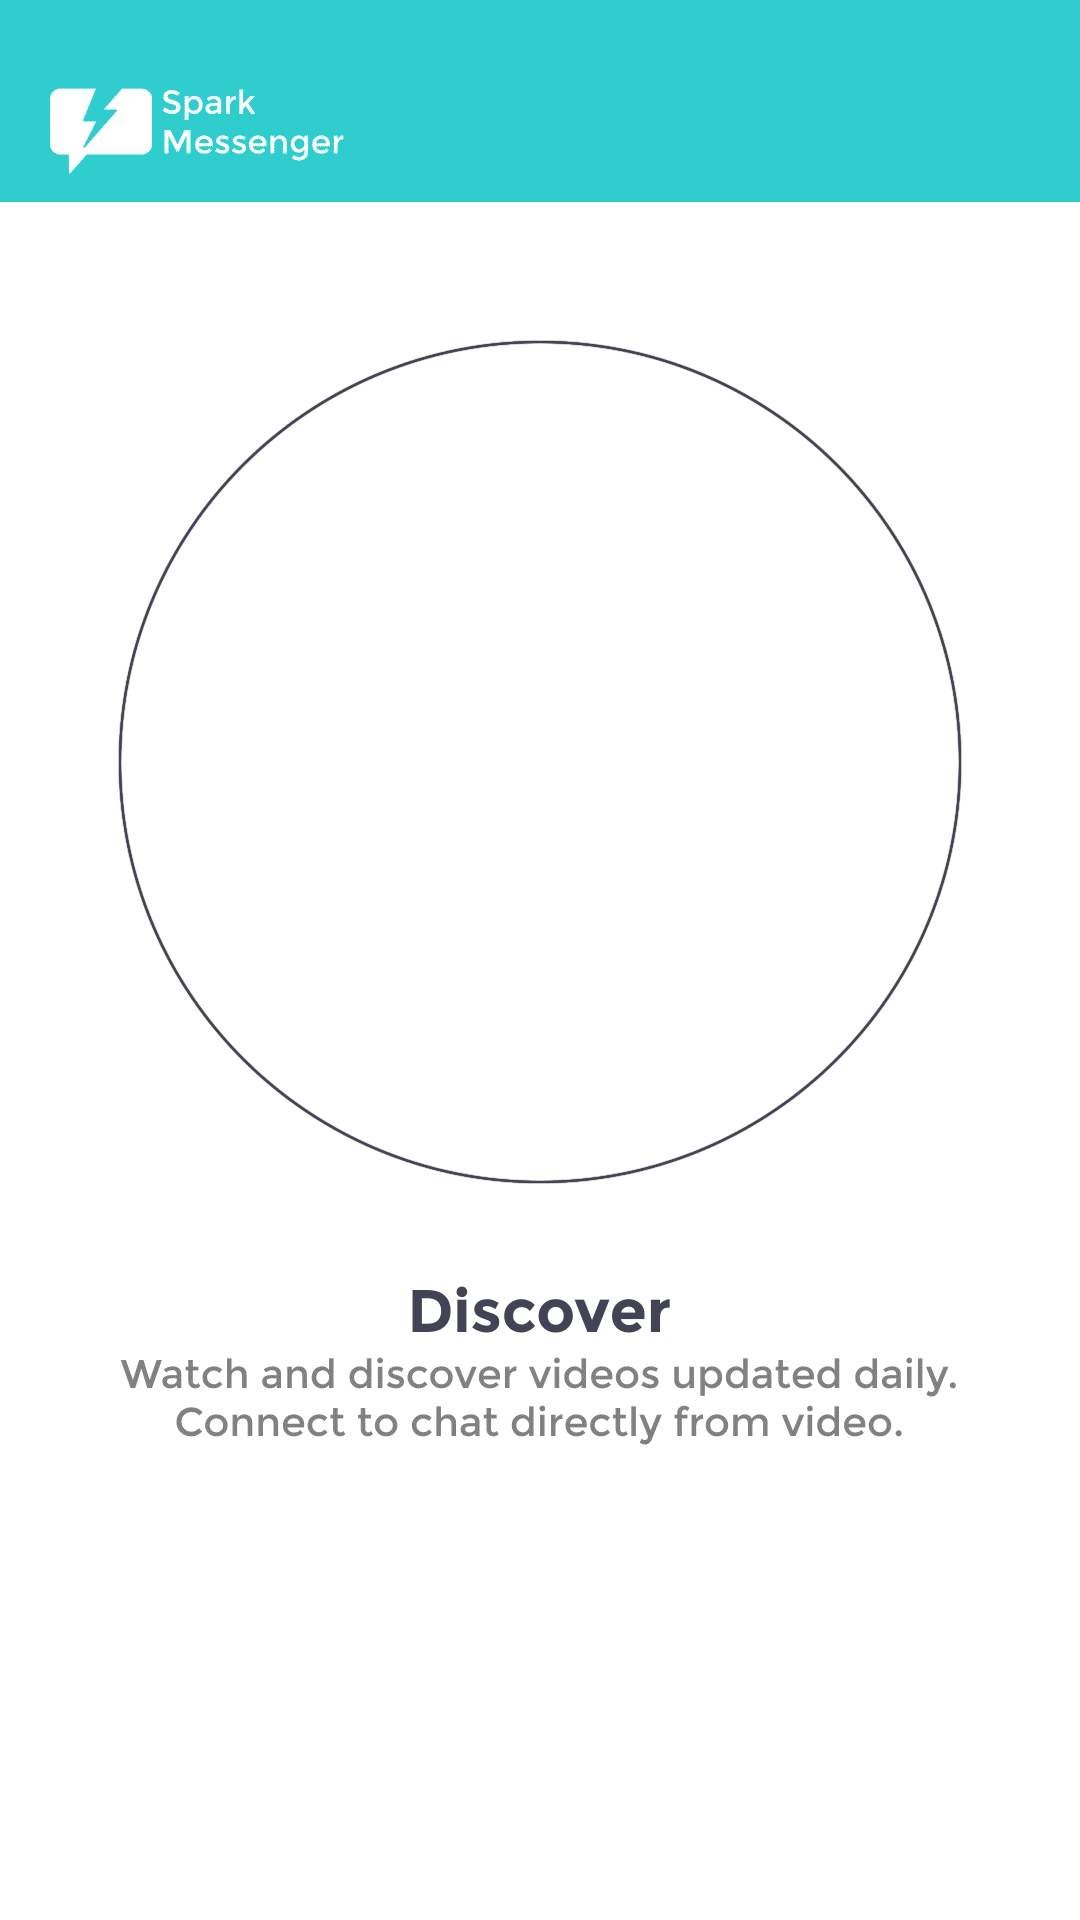 Spark
Messenger
Discover
Watch and discover videos updated daily.
Connect to chat directly from video.